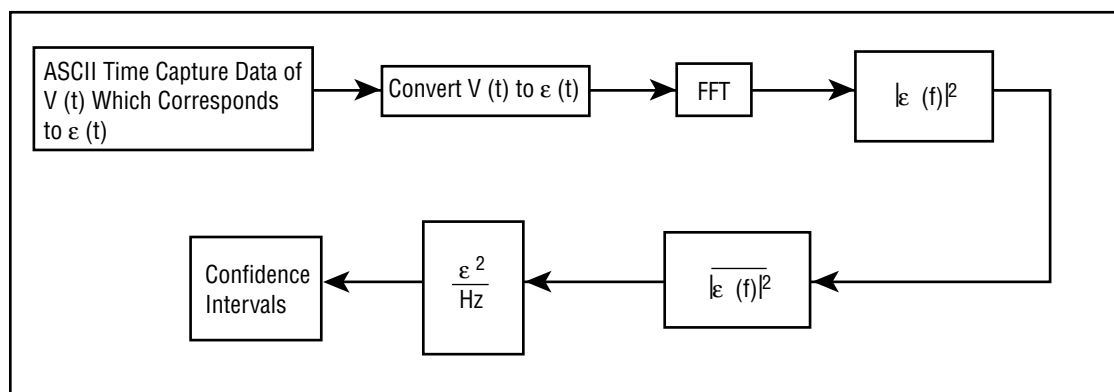 ASCII Time Capture Data of
V (t) Which Corresponds
to ε (t)
Convert V (t) to ε (t)
FFT
|ε (f)|²
|ε (f)|²
ε²
Hz
Confidence
Intervals